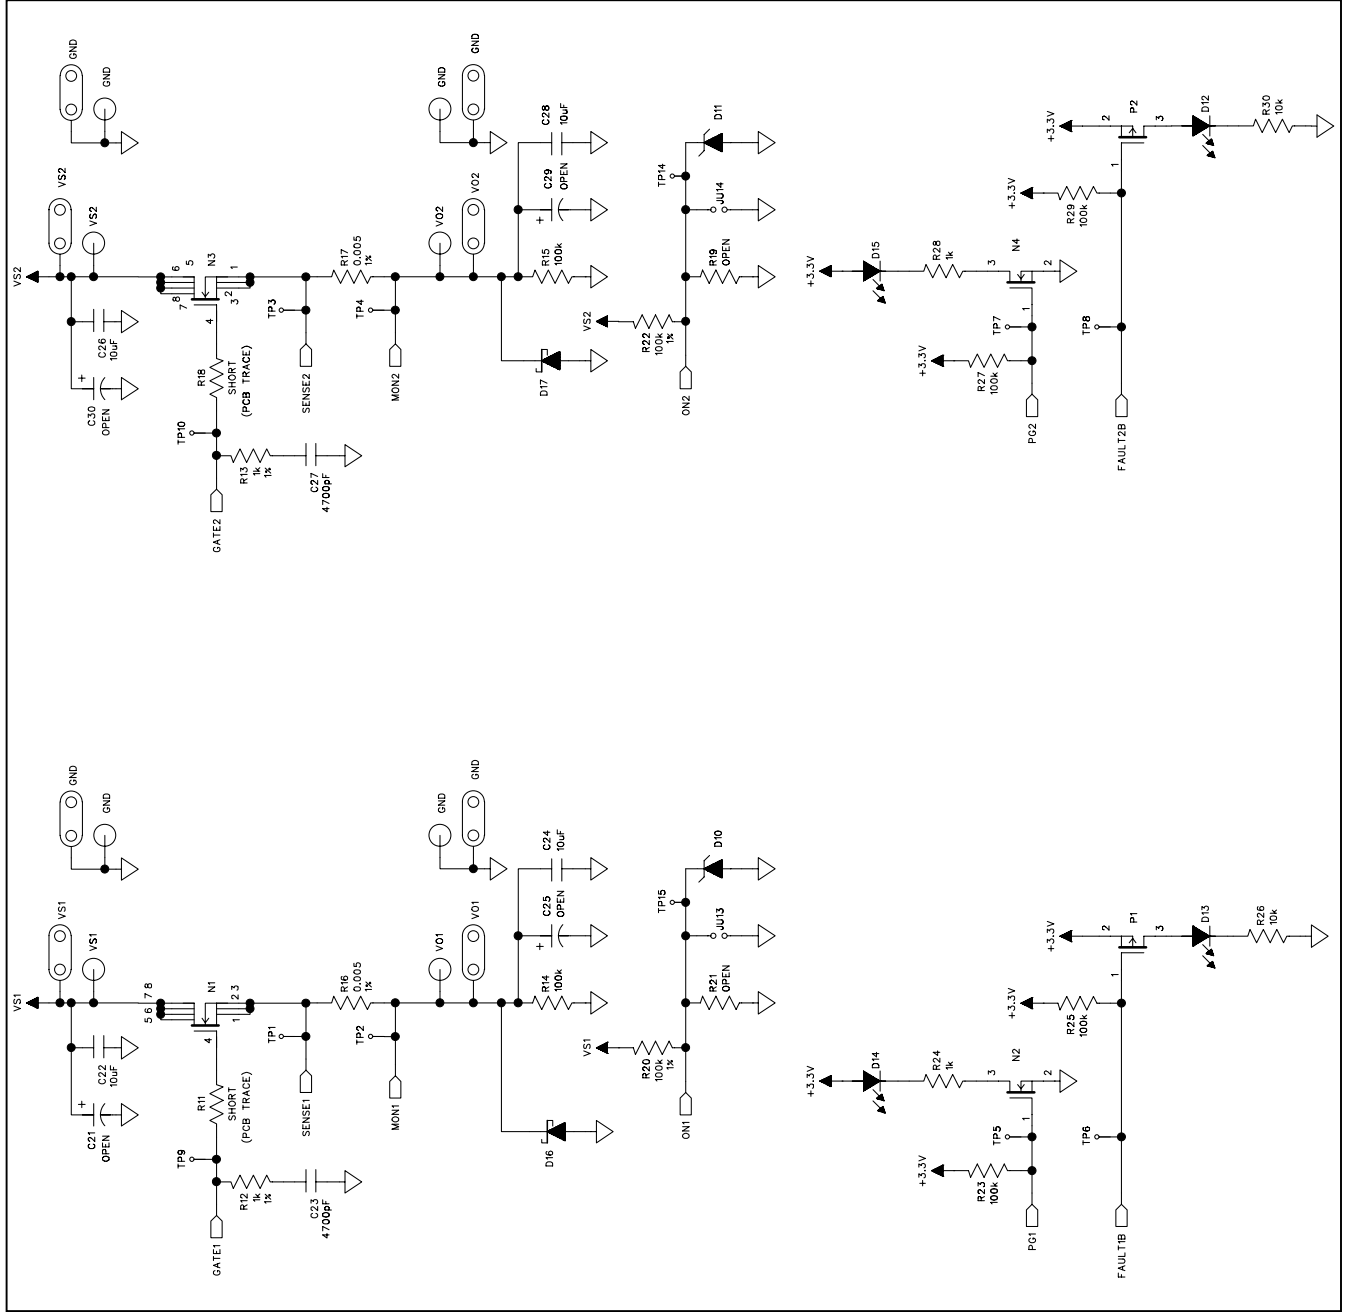 GND
GND
VS2
VS2
VS2
C26
10uF
C30
OPEN
+
6
5
8
7
N3
4
1
2
3
R18
SHORT
(PCB TRACE)
TP10
R13
1k
1%
C27
4700pF
GATE2
TP3
SENSE2
R17
0.005
1%
TP4
MON2
VO2
VO2
GND
GND
C28
10uF
C29
OPEN
+
R15
100k
D17
VS2
R22
100k
1%
ON2
R19
OPEN
JU14
TP14
D11
+3.3V
D15
R28
1k
3
N4
1
2
TP7
+3.3V
R27
100k
PG2
+3.3V
R29
100k
TP8
FAULT2B
+3.3V
2
P2
1
3
D12
R30
10k
GND
GND
VS1
VS1
VS1
C22
10uF
C21
OPEN
+
7 8
5 6
N1
4
2 3
1
R11
SHORT
(PCB TRACE)
TP9
R12
1k
1%
C23
4700pF
GATE1
TP1
SENSE1
R16
0.005
1%
TP2
MON1
VO1
VO1
GND
GND
C24
10uF
C25
OPEN
+
R14
100k
D16
VS1
R20
100k
1%
ON1
R21
OPEN
JU13
TP15
D10
+3.3V
D14
R24
1k
3
N2
1
2
TP5
+3.3V
R23
100k
PG1
+3.3V
R25
100k
TP6
FAULT1B
+3.3V
2
P1
1
3
D13
R26
10k